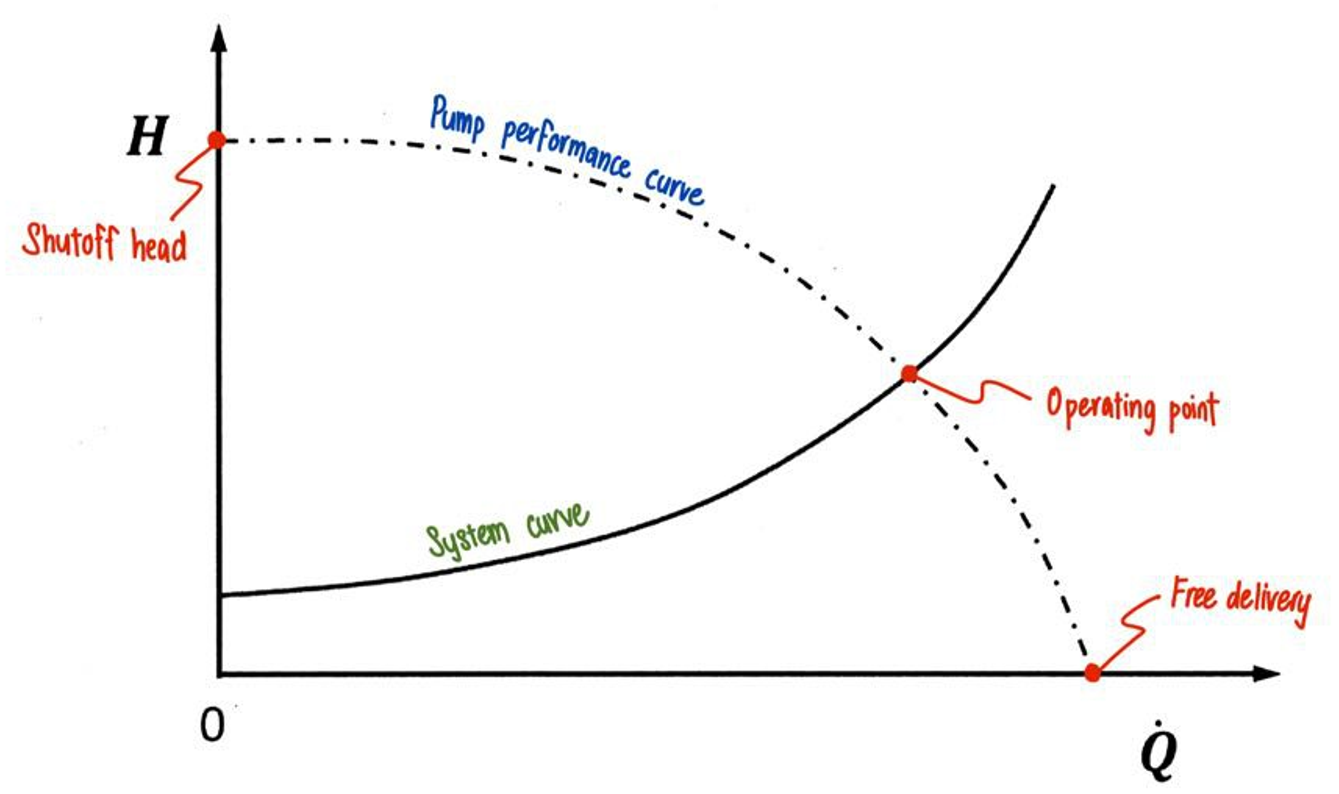 Pump performance curve
H
Shutoff head
Operating point
System curve
Free delivery
0
Q̇